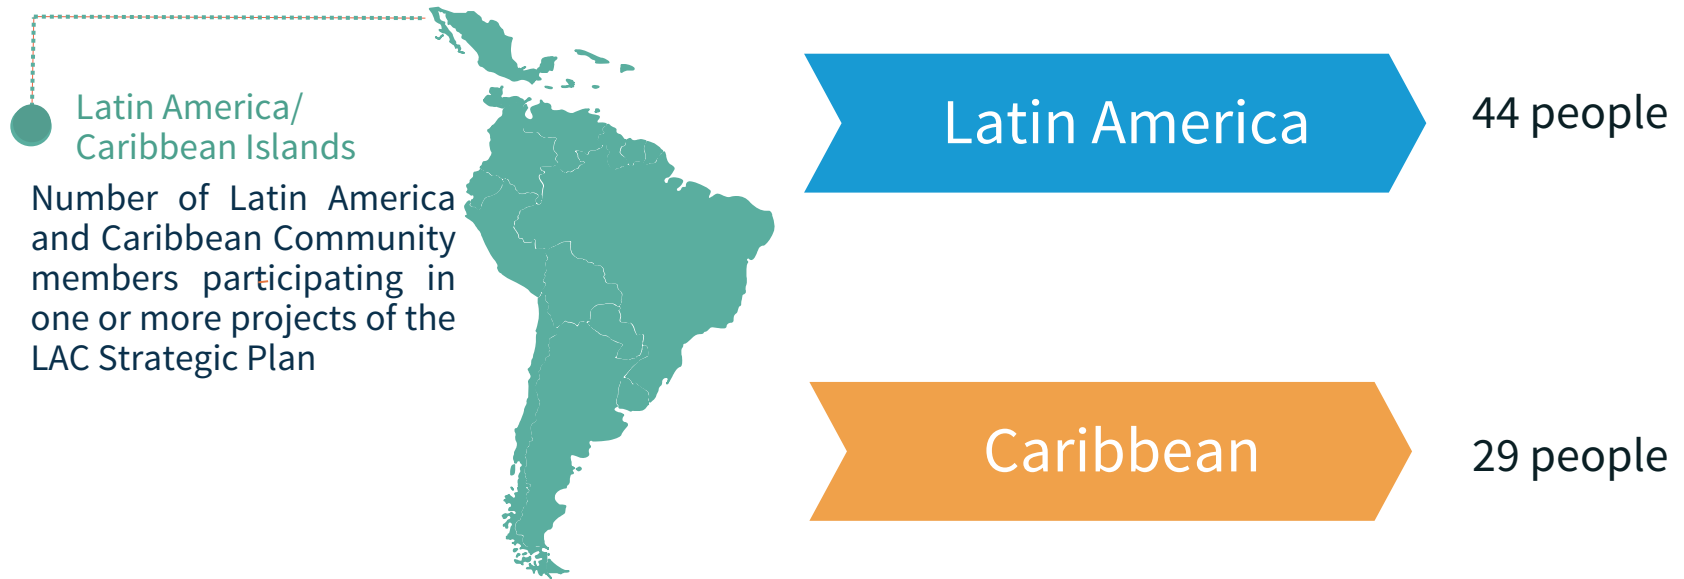 Latin America/
Caribbean Islands
Number of Latin America
and Caribbean Community
members participating in
one or more projects of the
LAC Strategic Plan
Latin America
44 people
Caribbean
29 people